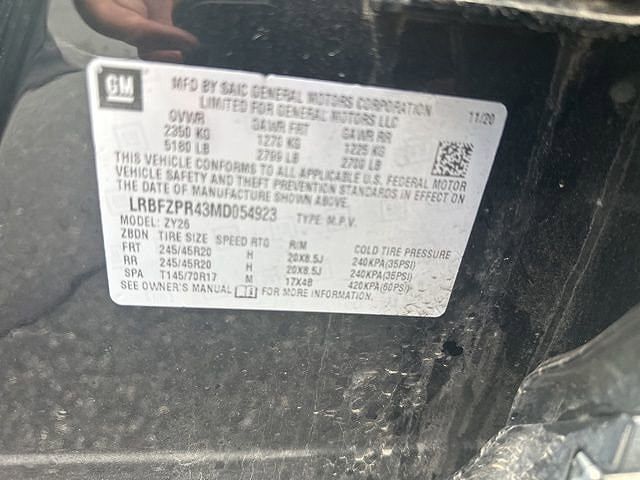 GM
MFD BY SAIC GENERAL MOTORS CORPORATION
LIMITED FOR GENERAL MOTORS LLC
11/20
GVWR GAWR FRT GAWR RR
2350 KG 1270 KG 1225 KG
5180 LB 2799 LB 2700 LB
THIS VEHICLE CONFORMS TO ALL APPLICABLE U.S. FEDERAL MOTOR
VEHICLE SAFETY AND THEFT PREVENTION STANDARDS IN EFFECT ON
THE DATE OF MANUFACTURE SHOWN ABOVE.
LRBFZPR43MD054923 TYPE: M.P.V.
MODEL: ZY26
ZBDN TIRE SIZE SPEED RTG RIM COLD TIRE PRESSURE
FRT 245/45R20 H 20X8.5J 240KPA(35PSI)
RR 245/45R20 H 20X8.5J 240KPA(35PSI)
SPA T145/70R17 M 17X4B 420KPA(60PSI)
SEE OWNER'S MANUAL FOR MORE INFORMATION.